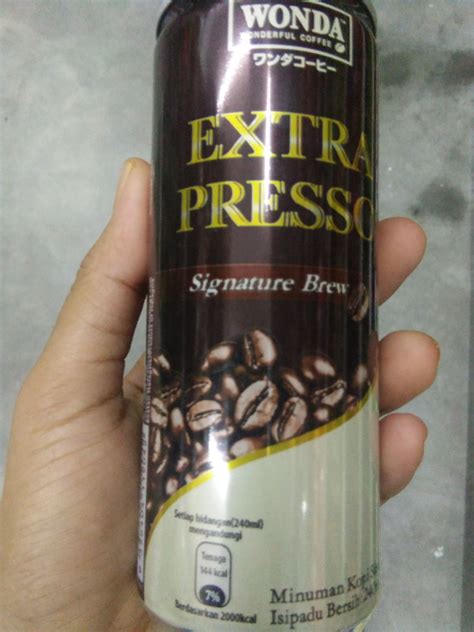 WONDA™
WONDERFUL COFFEE
ワンダコーヒー
EXTRA
PRESSO
Signature Brew
Setiap hidangan(240ml)
mengandungi
Tenaga
144 kcal
7%
Berdasarkan 2000kcal
Minuman Kopi
Isipadu Bersih